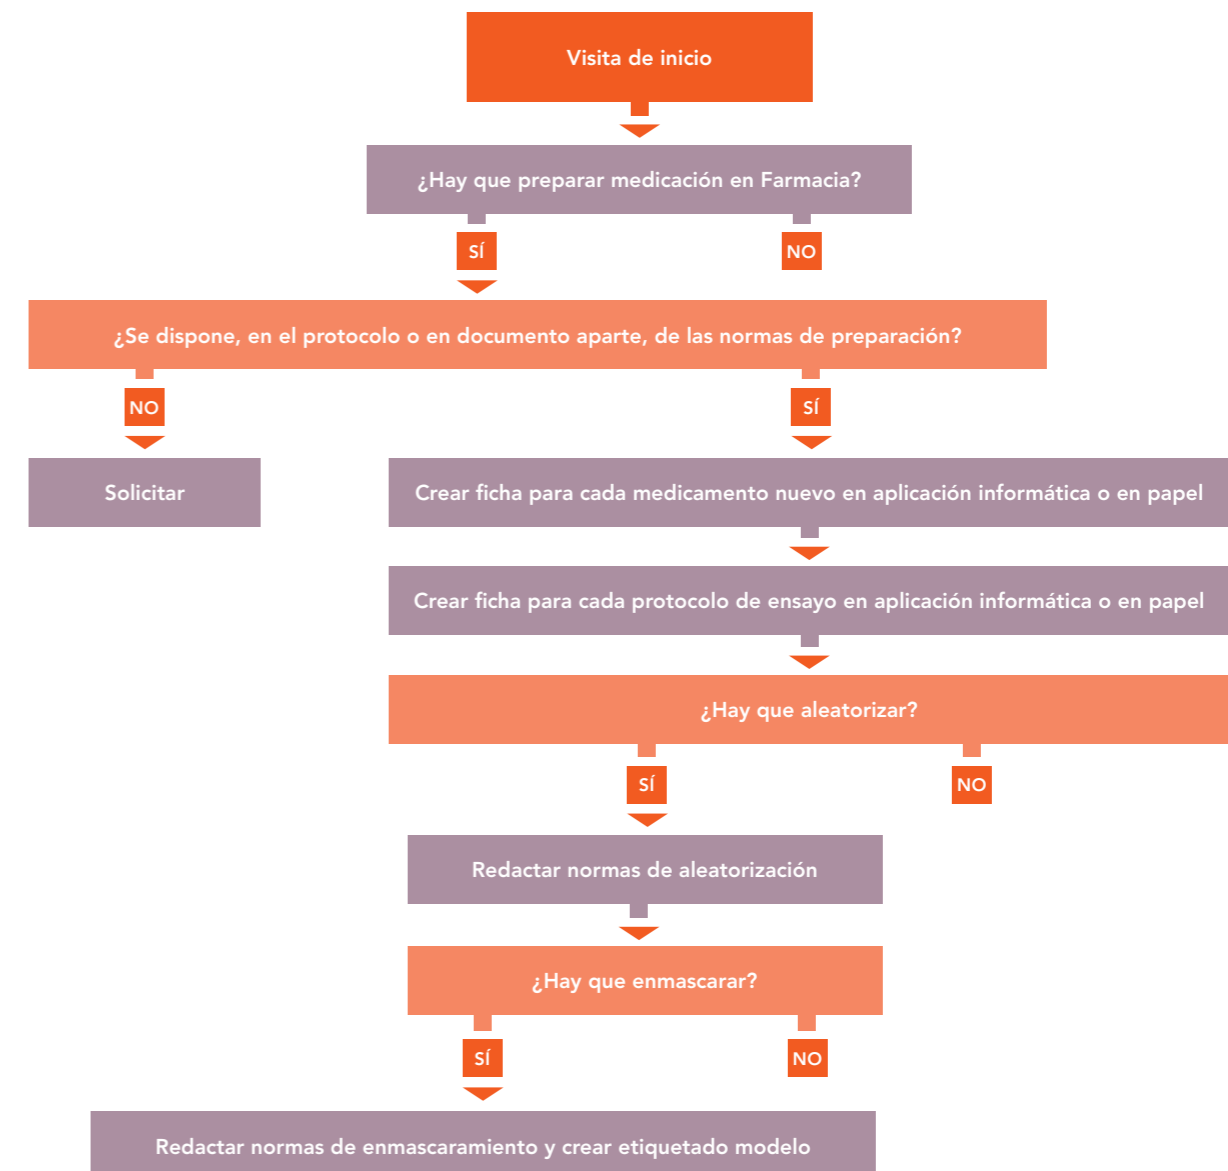 Visita de inicio
¿Hay que preparar medicación en Farmacia?
SÍ
NO
¿Se dispone, en el protocolo o en documento aparte, de las normas de preparación?
NO
SÍ
Solicitar
Crear ficha para cada medicamento nuevo en aplicación informática o en papel
Crear ficha para cada protocolo de ensayo en aplicación informática o en papel
¿Hay que aleatorizar?
SÍ
NO
Redactar normas de aleatorización
¿Hay que enmascarar?
SÍ
NO
Redactar normas de enmascaramiento y crear etiquetado modelo